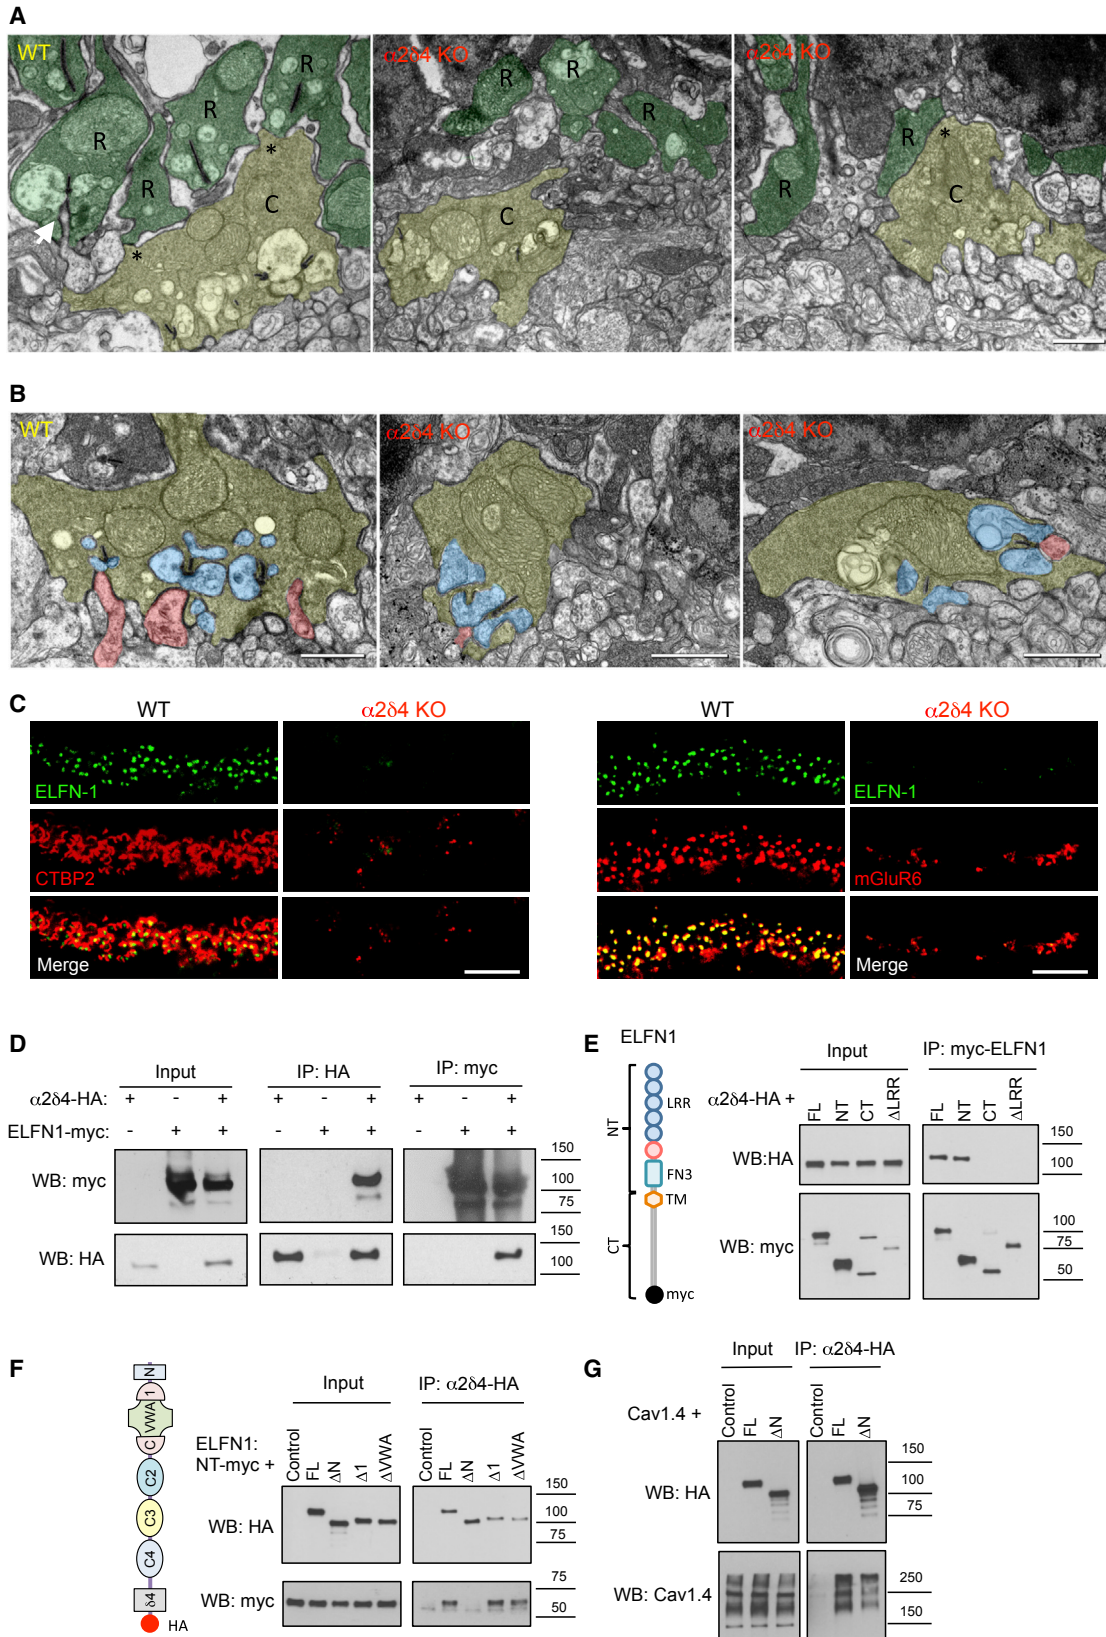 A
WT
α2δ4 KO
α2δ4 KO
R
R
R
R
*
*
C
R
R
C
R
R
*
C
B
WT
α2δ4 KO
α2δ4 KO
C
WT
α2δ4 KO
WT
α2δ4 KO
ELFN-1
ELFN-1
CTBP2
mGluR6
Merge
Merge
D
Input
IP: HA
IP: myc
α2δ4-HA: + - + + - + + - +
ELFN1-myc: - + + - + + - + +
WB: myc
150
100
75
WB: HA
150
100
E
ELFN1
NT
LRR
FN3
TM
CT
myc
Input
IP: myc-ELFN1
α2δ4-HA +
FL NT CT ΔLRR
FL NT CT ΔLRR
WB:HA
150
100
WB: myc
100
75
50
F
N
1
VWA
C
C2
C3
C4
δ4
HA
Input
IP: α2δ4-HA
ELFN1:
NT-myc +
Control FL ΔN Δ1 ΔVWA
Control FL ΔN Δ1 ΔVWA
WB: HA
150
100
75
WB: myc
75
50
G
Input
IP: α2δ4-HA
Cav1.4 +
Control FL ΔN
Control FL ΔN
WB: HA
150
100
75
WB: Cav1.4
250
150